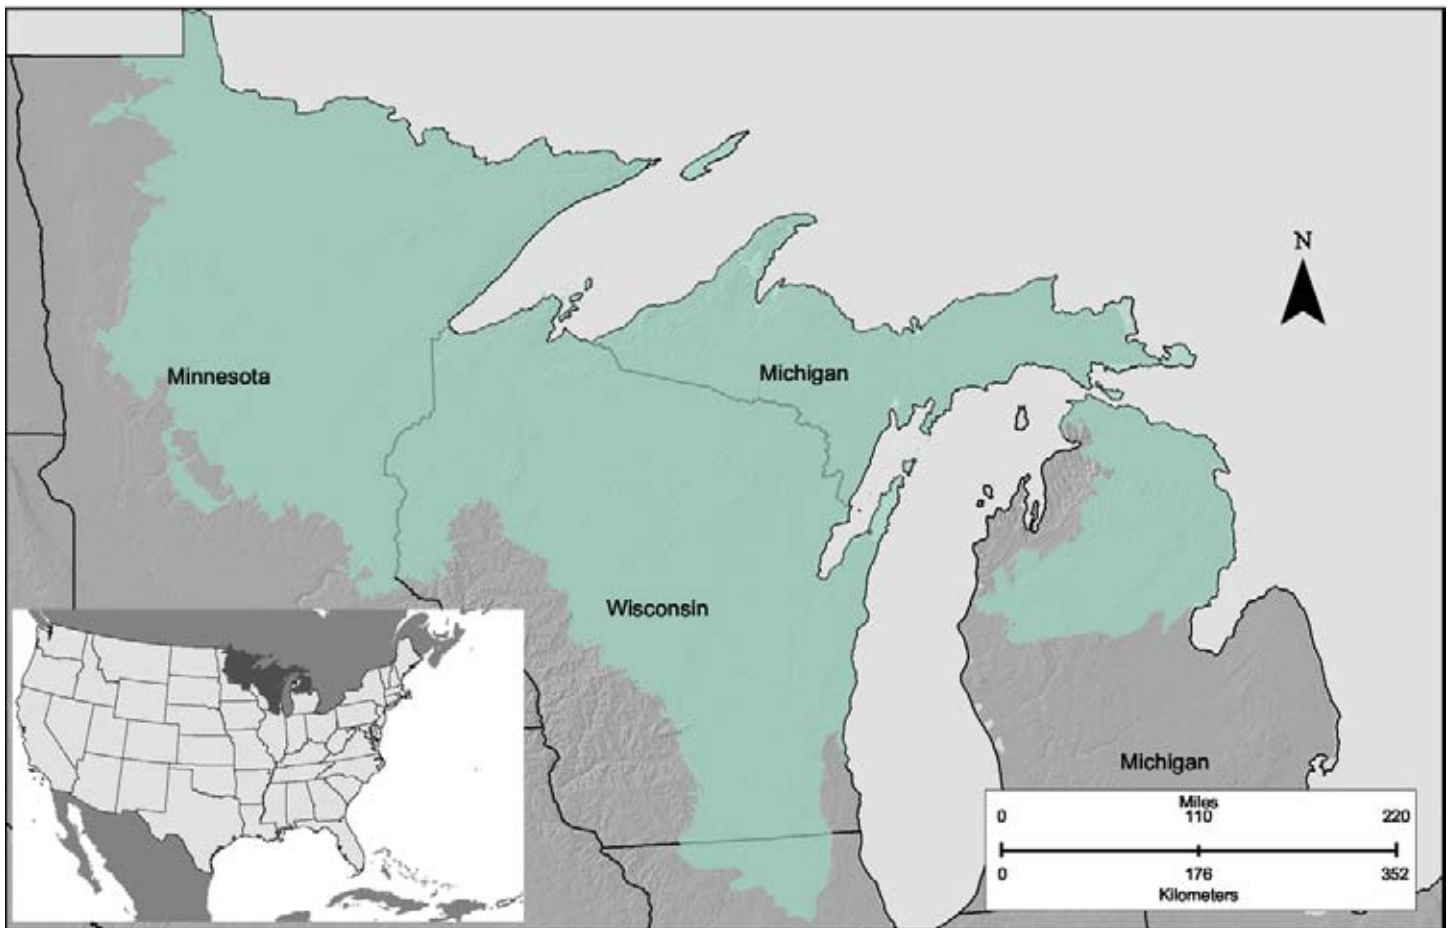 N
Minnesota
Michigan
Wisconsin
Michigan
Miles
0 110 220
0 176 352
Kilometers